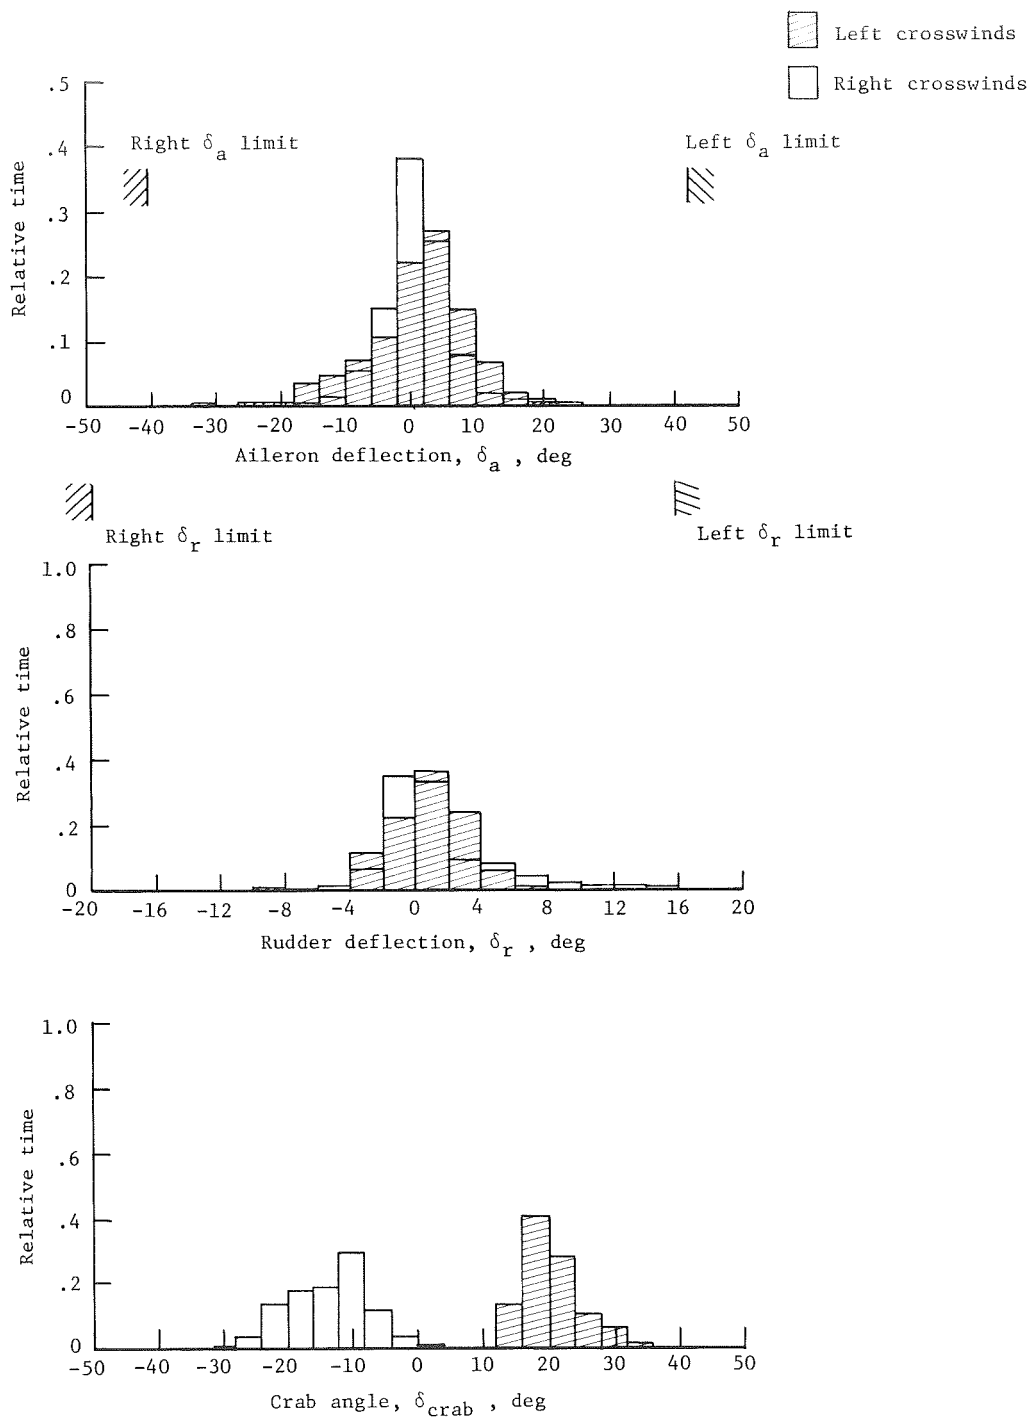 Left crosswinds
Right crosswinds
.5
.4
.3
.2
.1
0
Relative time
Right δa limit
Left δa limit
-50 -40 -30 -20 -10 0 10 20 30 40 50
Aileron deflection, δa , deg
Right δr limit
Left δr limit
1.0
.8
.6
.4
.2
0
Relative time
-20 -16 -12 -8 -4 0 4 8 12 16 20
Rudder deflection, δr , deg
1.0
.8
.6
.4
.2
0
Relative time
-50 -40 -30 -20 -10 0 10 20 30 40 50
Crab angle, δcrab , deg